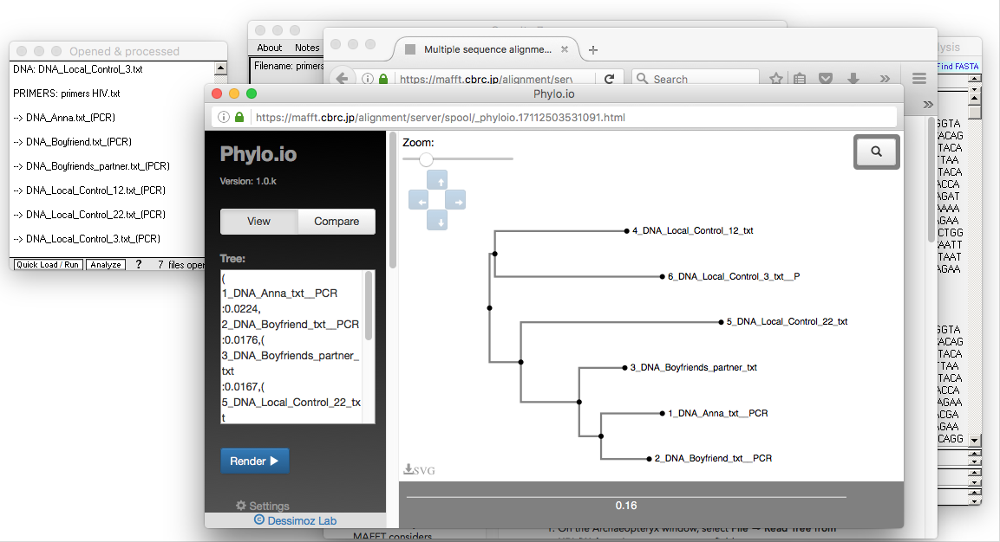 Opened & processed
DNA: DNA_Local_Control_3.txt
PRIMERS: primers HIV.txt
--> DNA_Anna.txt_(PCR)
--> DNA_Boyfriend.txt_(PCR)
--> DNA_Boyfriends_partner.txt_(PCR)
--> DNA_Local_Control_12.txt_(PCR)
--> DNA_Local_Control_22.txt_(PCR)
--> DNA_Local_Control_3.txt_(PCR)
Quick Load / Run Analyze ? 7 files open
About Notes
Filename: primers
Multiple sequence alignme...
https://mafft.cbrc.jp/alignment/serv
Search
Find FASTA
Phylo.io
https://mafft.cbrc.jp/alignment/server/spool/_phyloio.17112503531091.html
Phylo.io
Version: 1.0.k
View Compare
Tree:
(
1_DNA_Anna_txt__PCR
:0.0224,
2_DNA_Boyfriend_txt__PCR
:0.0176,(
3_DNA_Boyfriends_partner_
txt
:0.0167,(
5_DNA_Local_Control_22_tx
t
Render
Settings
© Dessimoz Lab
Zoom:
4_DNA_Local_Control_12_txt
6_DNA_Local_Control_3_txt__P
5_DNA_Local_Control_22_txt
3_DNA_Boyfriends_partner_txt
1_DNA_Anna_txt__PCR
2_DNA_Boyfriend_txt__PCR
SVG
0.16
MAFFT considers
1. On the Archaeopteryx window, select File → Read Tree from
GGTA
ACAG
TACA
TTAA
TACA
ACCA
AGAT
AAAA
AGAA
CTGG
AATT
TAAT
AGAA
GGTA
ACAG
TACA
TTAA
TACA
ACCA
AGAA
ACGA
AGAA
CAGG